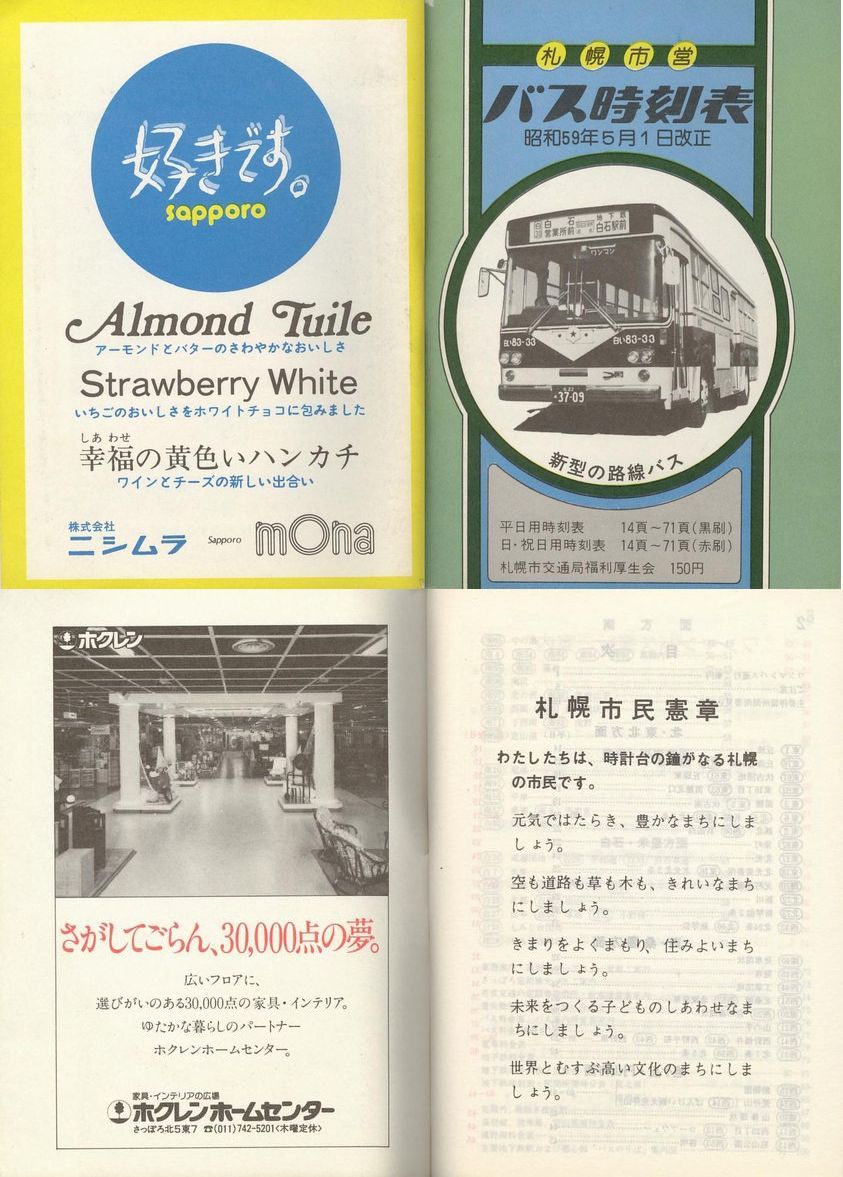 好きです。
sapporo
Almond Tuile
アーモンドとバターのさわやかなおいしさ
Strawberry White
いちごのおいしさをホワイトチョコに包みました
しあわせ
幸福の黄色いハンカチ
ワインとチーズの新しい出合い
株式会社
ニシムラ
Sapporo
mOna
札幌市営
バス時刻表
昭和59年5月1日改正
白石
営業所前
地下鉄
白石駅前
ワンマン
白い83-33
白い83-33
・37-09
新型の路線バス
平日用時刻表 14頁〜71頁(黒刷)
日・祝日用時刻表 14頁〜71頁(赤刷)
札幌市交通局福利厚生会 150円
ホクレン
さがしてごらん、30,000点の夢。
広いフロアに、
選びがいのある30,000点の家具・インテリア。
ゆたかな暮らしのパートナー
ホクレンホームセンター。
家具・インテリアの広場
ホクレンホームセンター
さっぽろ北5東7 ☎(011)742-5201<木曜定休>
札幌市民憲章
わたしたちは、時計台の鐘がなる札幌
の市民です。
元気ではたらき、豊かなまちにしま
しょう。
空も道路も草も木も、きれいなまち
にしましょう。
きまりをよくまもり、住みよいまち
にしましょう。
未来をつくる子どものしあわせなま
ちにしましょう。
世界とむすぶ高い文化のまちにしま
しょう。